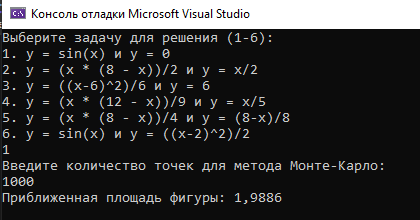 Консоль отладки Microsoft Visual Studio
Выберите задачу для решения (1-6):
1. y = sin(x) и y = 0
2. y = (x * (8 - x))/2 и y = x/2
3. y = ((x-6)^2)/6 и y = 6
4. y = (x * (12 - x))/9 и y = x/5
5. y = (x * (8 - x))/4 и y = (8-x)/8
6. y = sin(x) и y = ((x-2)^2)/2
1
Введите количество точек для метода Монте-Карло:
1000
Приближенная площадь фигуры: 1,9886